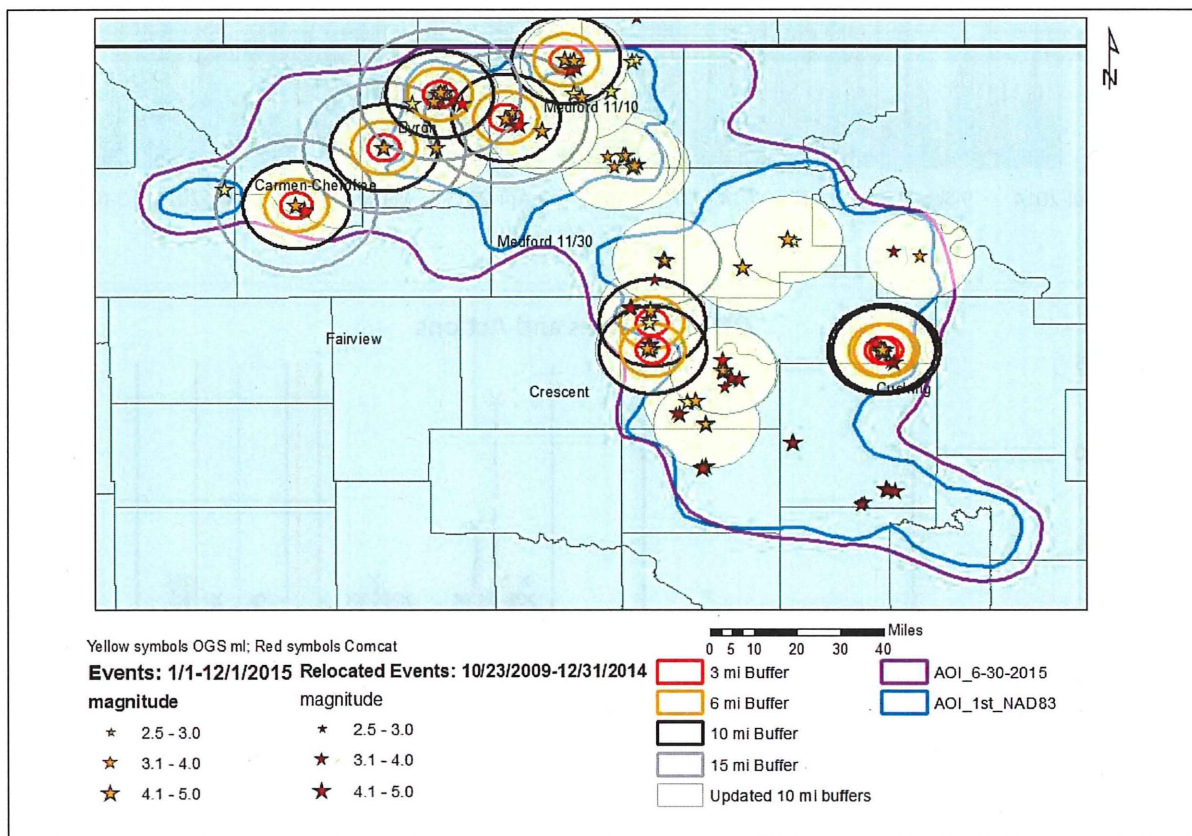 N
Medford 11/10
Byron
Carmen-Cherokee
Medford 11/30
Fairview
Crescent
Cushing
Yellow symbols OGS ml; Red symbols Comcat
Events: 1/1-12/1/2015
magnitude
2.5 - 3.0
3.1 - 4.0
4.1 - 5.0
Relocated Events: 10/23/2009-12/31/2014
magnitude
2.5 - 3.0
3.1 - 4.0
4.1 - 5.0
Miles
0 5 10 20 30 40
3 mi Buffer
6 mi Buffer
10 mi Buffer
15 mi Buffer
Updated 10 mi buffers
AOI_6-30-2015
AOI_1st_NAD83